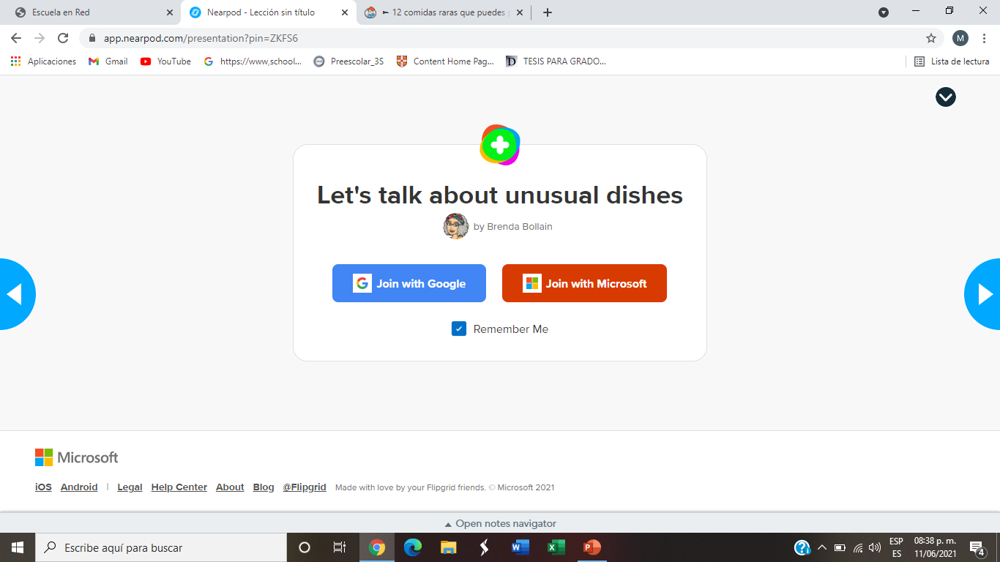 Escuela en Red
Nearpod - Lección sin título
12 comidas raras que puedes
app.nearpod.com/presentation?pin=ZKFS6
M
Aplicaciones
Gmail
YouTube
https://www,school...
Preescolar_3S
Content Home Pag...
TESIS PARA GRADO...
Lista de lectura
Let's talk about unusual dishes
by Brenda Bollain
Join with Google
Join with Microsoft
Remember Me
Microsoft
iOS Android | Legal Help Center About Blog @Flipgrid Made with love by your Flipgrid friends. © Microsoft 2021
Open notes navigator
Escribe aquí para buscar
ESP
ES
08:38 p. m.
11/06/2021
4